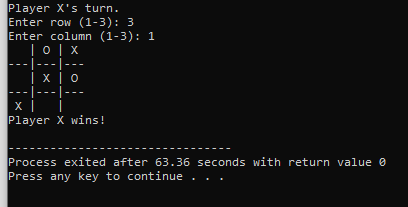 Player X's turn.
Enter row (1-3): 3
Enter column (1-3): 1
   | O | X
---|---|---
   | X | O
---|---|---
 X |   |
Player X wins!

--------------------------------
Process exited after 63.36 seconds with return value 0
Press any key to continue . . .